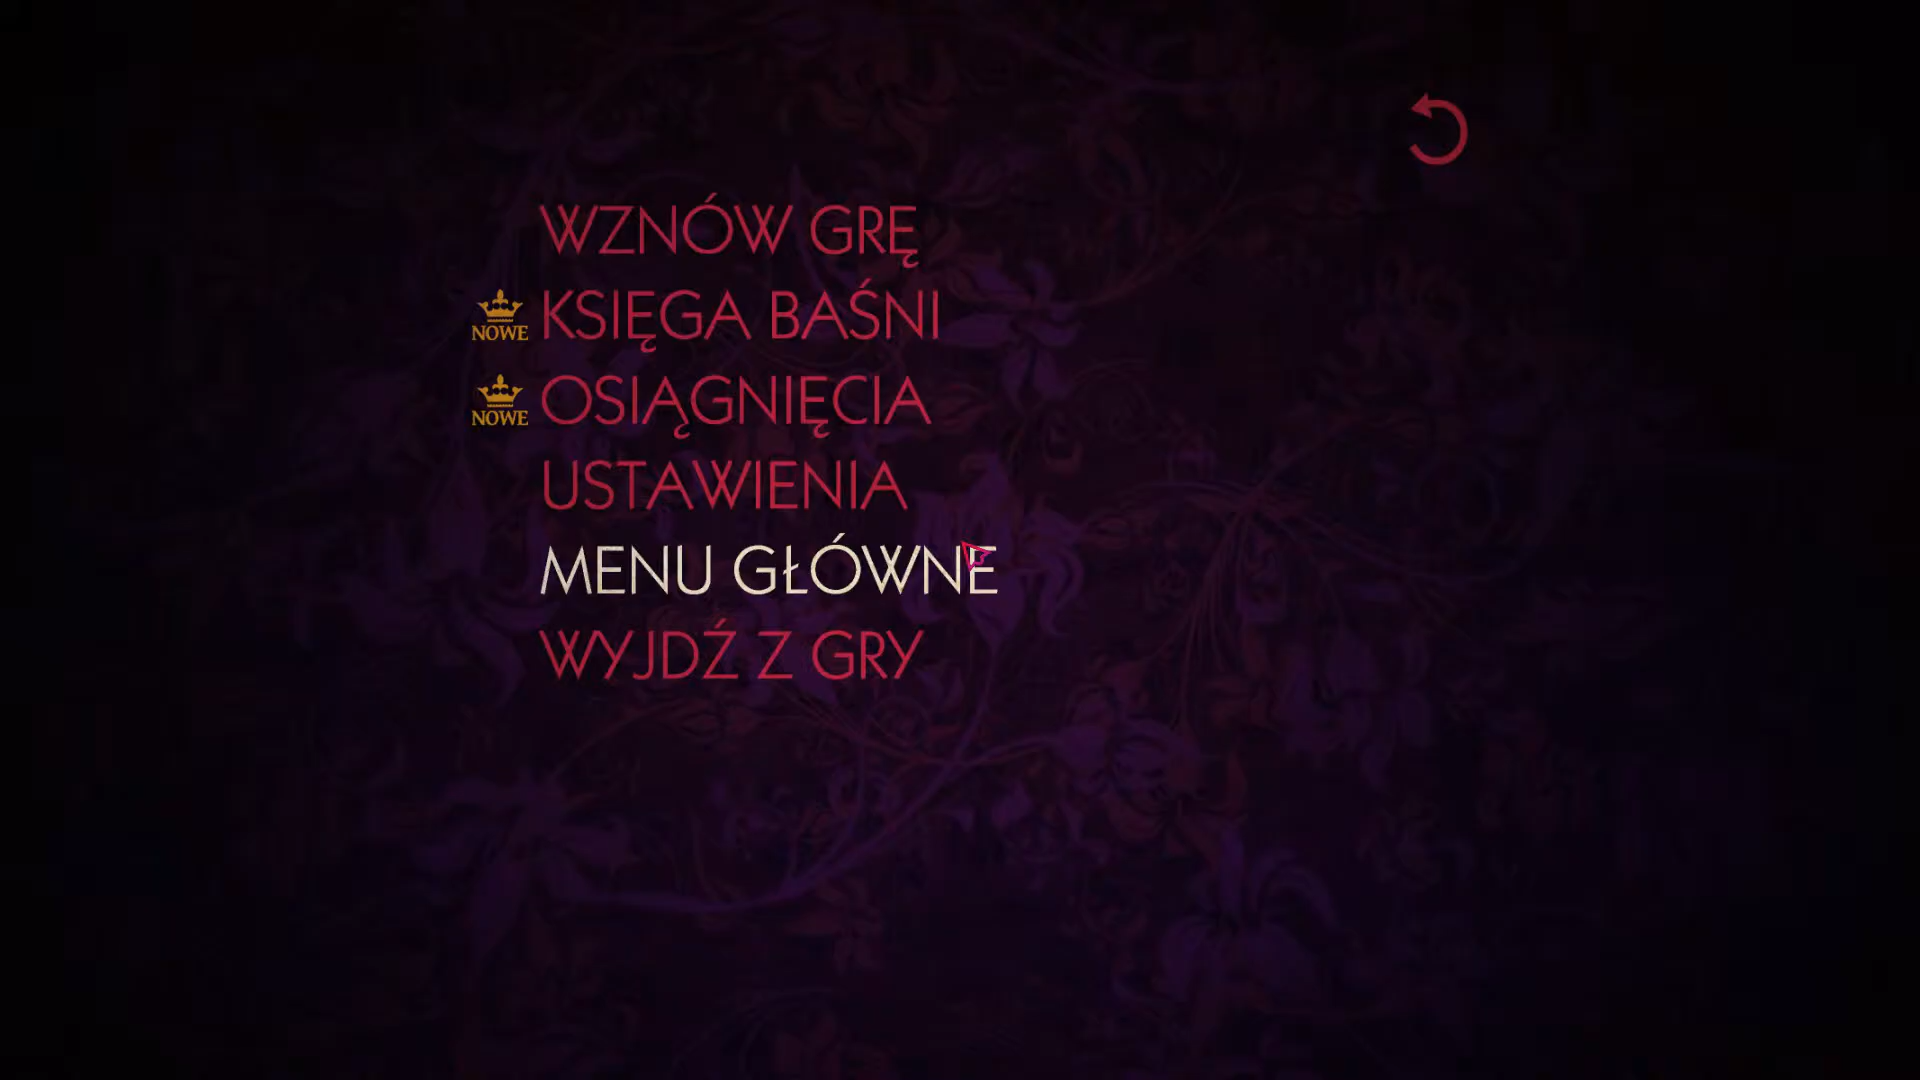 WZNÓW GRĘ
NOWE KSIĘGA BAŚNI
NOWE OSIĄGNIĘCIA
USTAWIENIA
MENU GŁÓWNE
WYJDŹ Z GRY